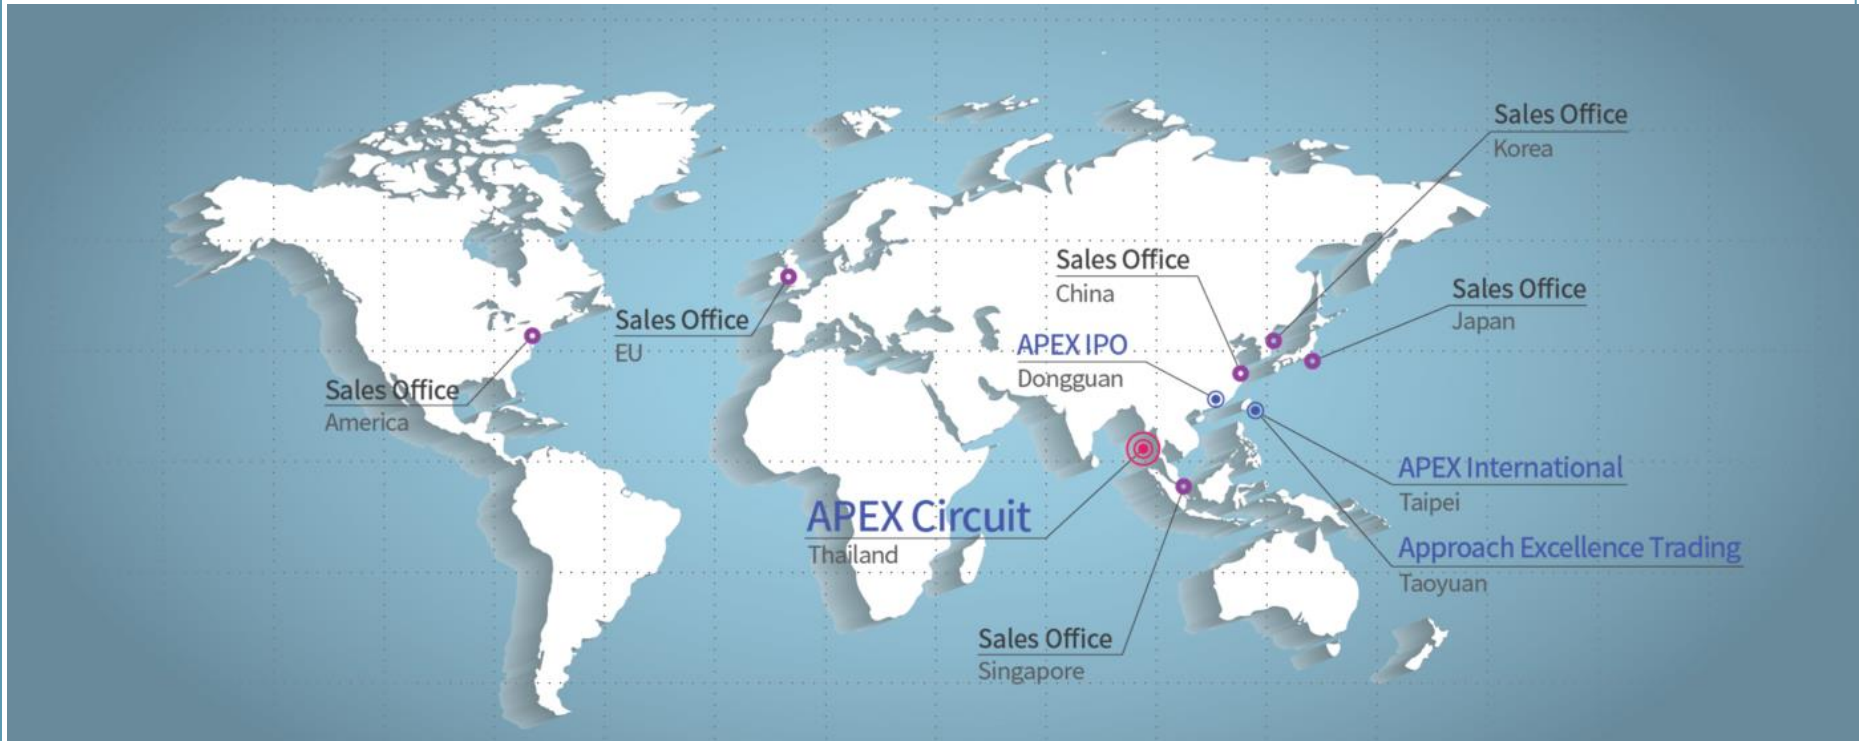 Sales Office
Korea
Sales Office
China
Sales Office
Japan
Sales Office
EU
APEX IPO
Dongguan
Sales Office
America
APEX International
Taipei
APEX Circuit
Thailand
Approach Excellence Trading
Taoyuan
Sales Office
Singapore